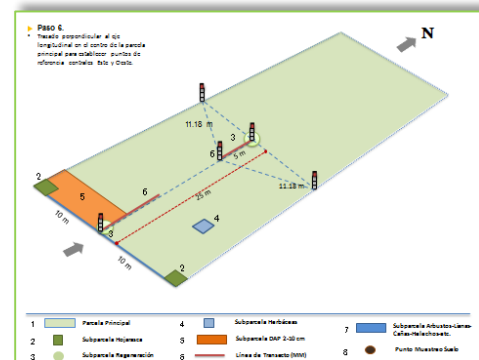 Paso 6.
• Trazado perpendicular al eje
longitudinal en el centro de la parcela
principal para establecer puntos de
referencia centrales Este y Oeste.
N
11.18 m
3
6
5 m
2
5
6
25 m
11.18 m
10 m
4
3
10 m
2
1 Parcela Principal
4 Subparcela Herbáceas
7 Subparcela Arbustos-Lianas-
Cañas-Helechos-etc.
2 Subparcela Hojarasca
5 Subparcela DAP 2-10 cm
3 Subparcela Regeneración
6 Línea de Transecto (MM)
8 Punto Muestreo Suelo